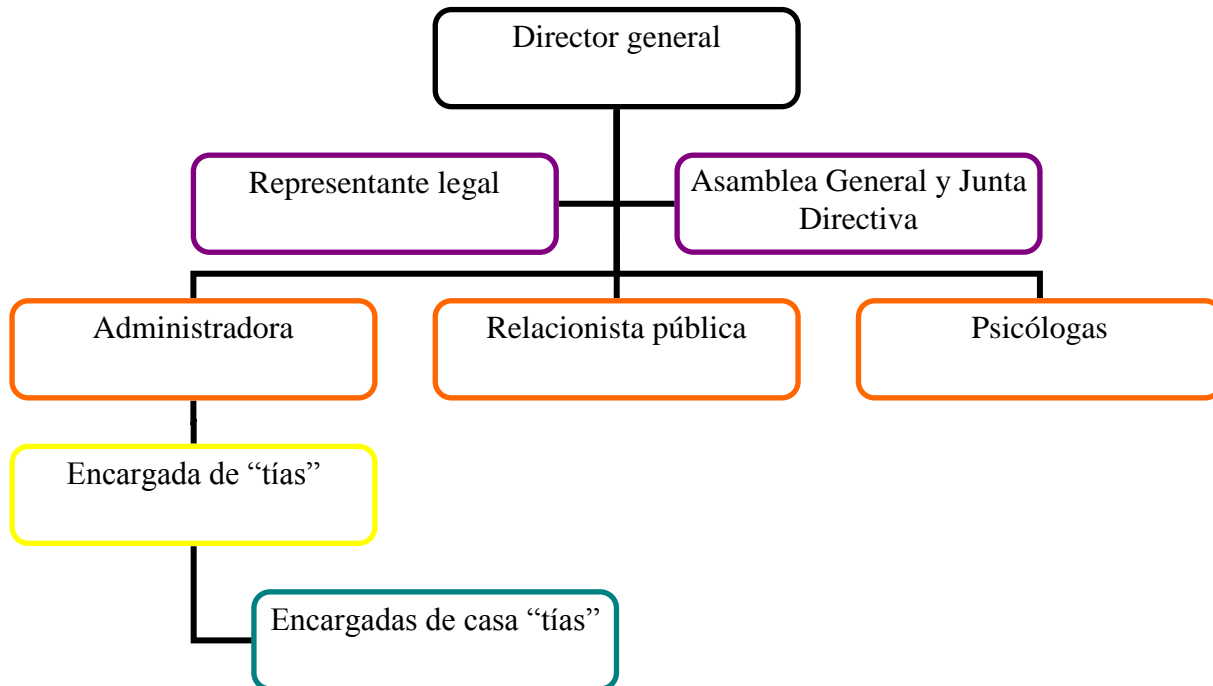 Director general
Representante legal
Asamblea General y Junta
Directiva
Administradora
Relacionista pública
Psicólogas
Encargada de “tías”
Encargadas de casa “tías”